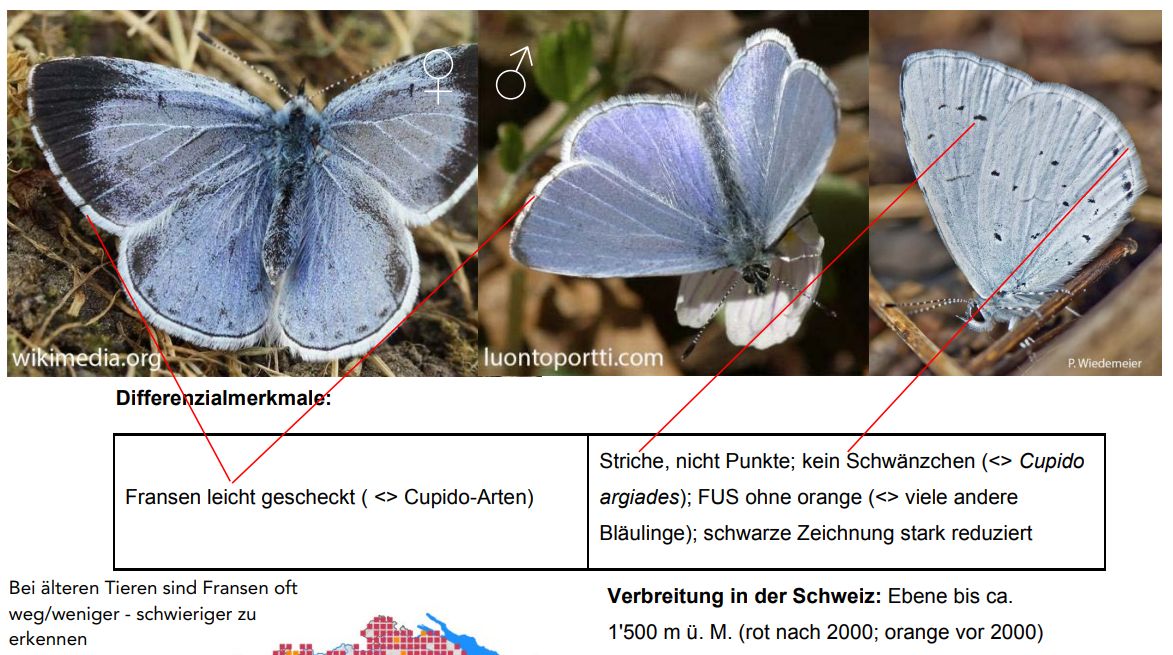 ♀
♂
wikimedia.org
luontoportti.com
P. Wiedemeier
Differenzialmerkmale:
Fransen leicht gescheckt ( <> Cupido-Arten)
Striche, nicht Punkte; kein Schwänzchen (<> Cupido
argiades); FUS ohne orange (<> viele andere
Bläulinge); schwarze Zeichnung stark reduziert
Bei älteren Tieren sind Fransen oft
weg/weniger - schwieriger zu
erkennen
Verbreitung in der Schweiz: Ebene bis ca.
1'500 m ü. M. (rot nach 2000; orange vor 2000)